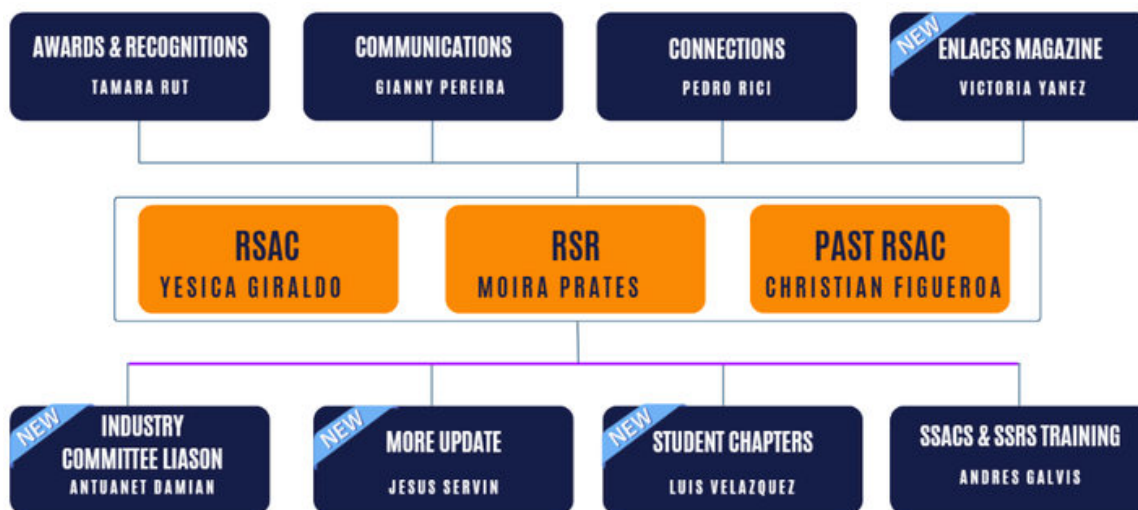 AWARDS & RECOGNITIONS
TAMARA RUT
COMMUNICATIONS
GIANNY PEREIRA
CONNECTIONS
PEDRO RICI
NEW
ENLACES MAGAZINE
VICTORIA YANEZ
RSAC
YESICA GIRALDO
RSR
MOIRA PRATES
PAST RSAC
CHRISTIAN FIGUEROA
NEW
INDUSTRY
COMMITTEE LIASON
ANTUANET DAMIAN
NEW
MORE UPDATE
JESUS SERVIN
NEW
STUDENT CHAPTERS
LUIS VELAZQUEZ
SSACS & SSRS TRAINING
ANDRES GALVIS